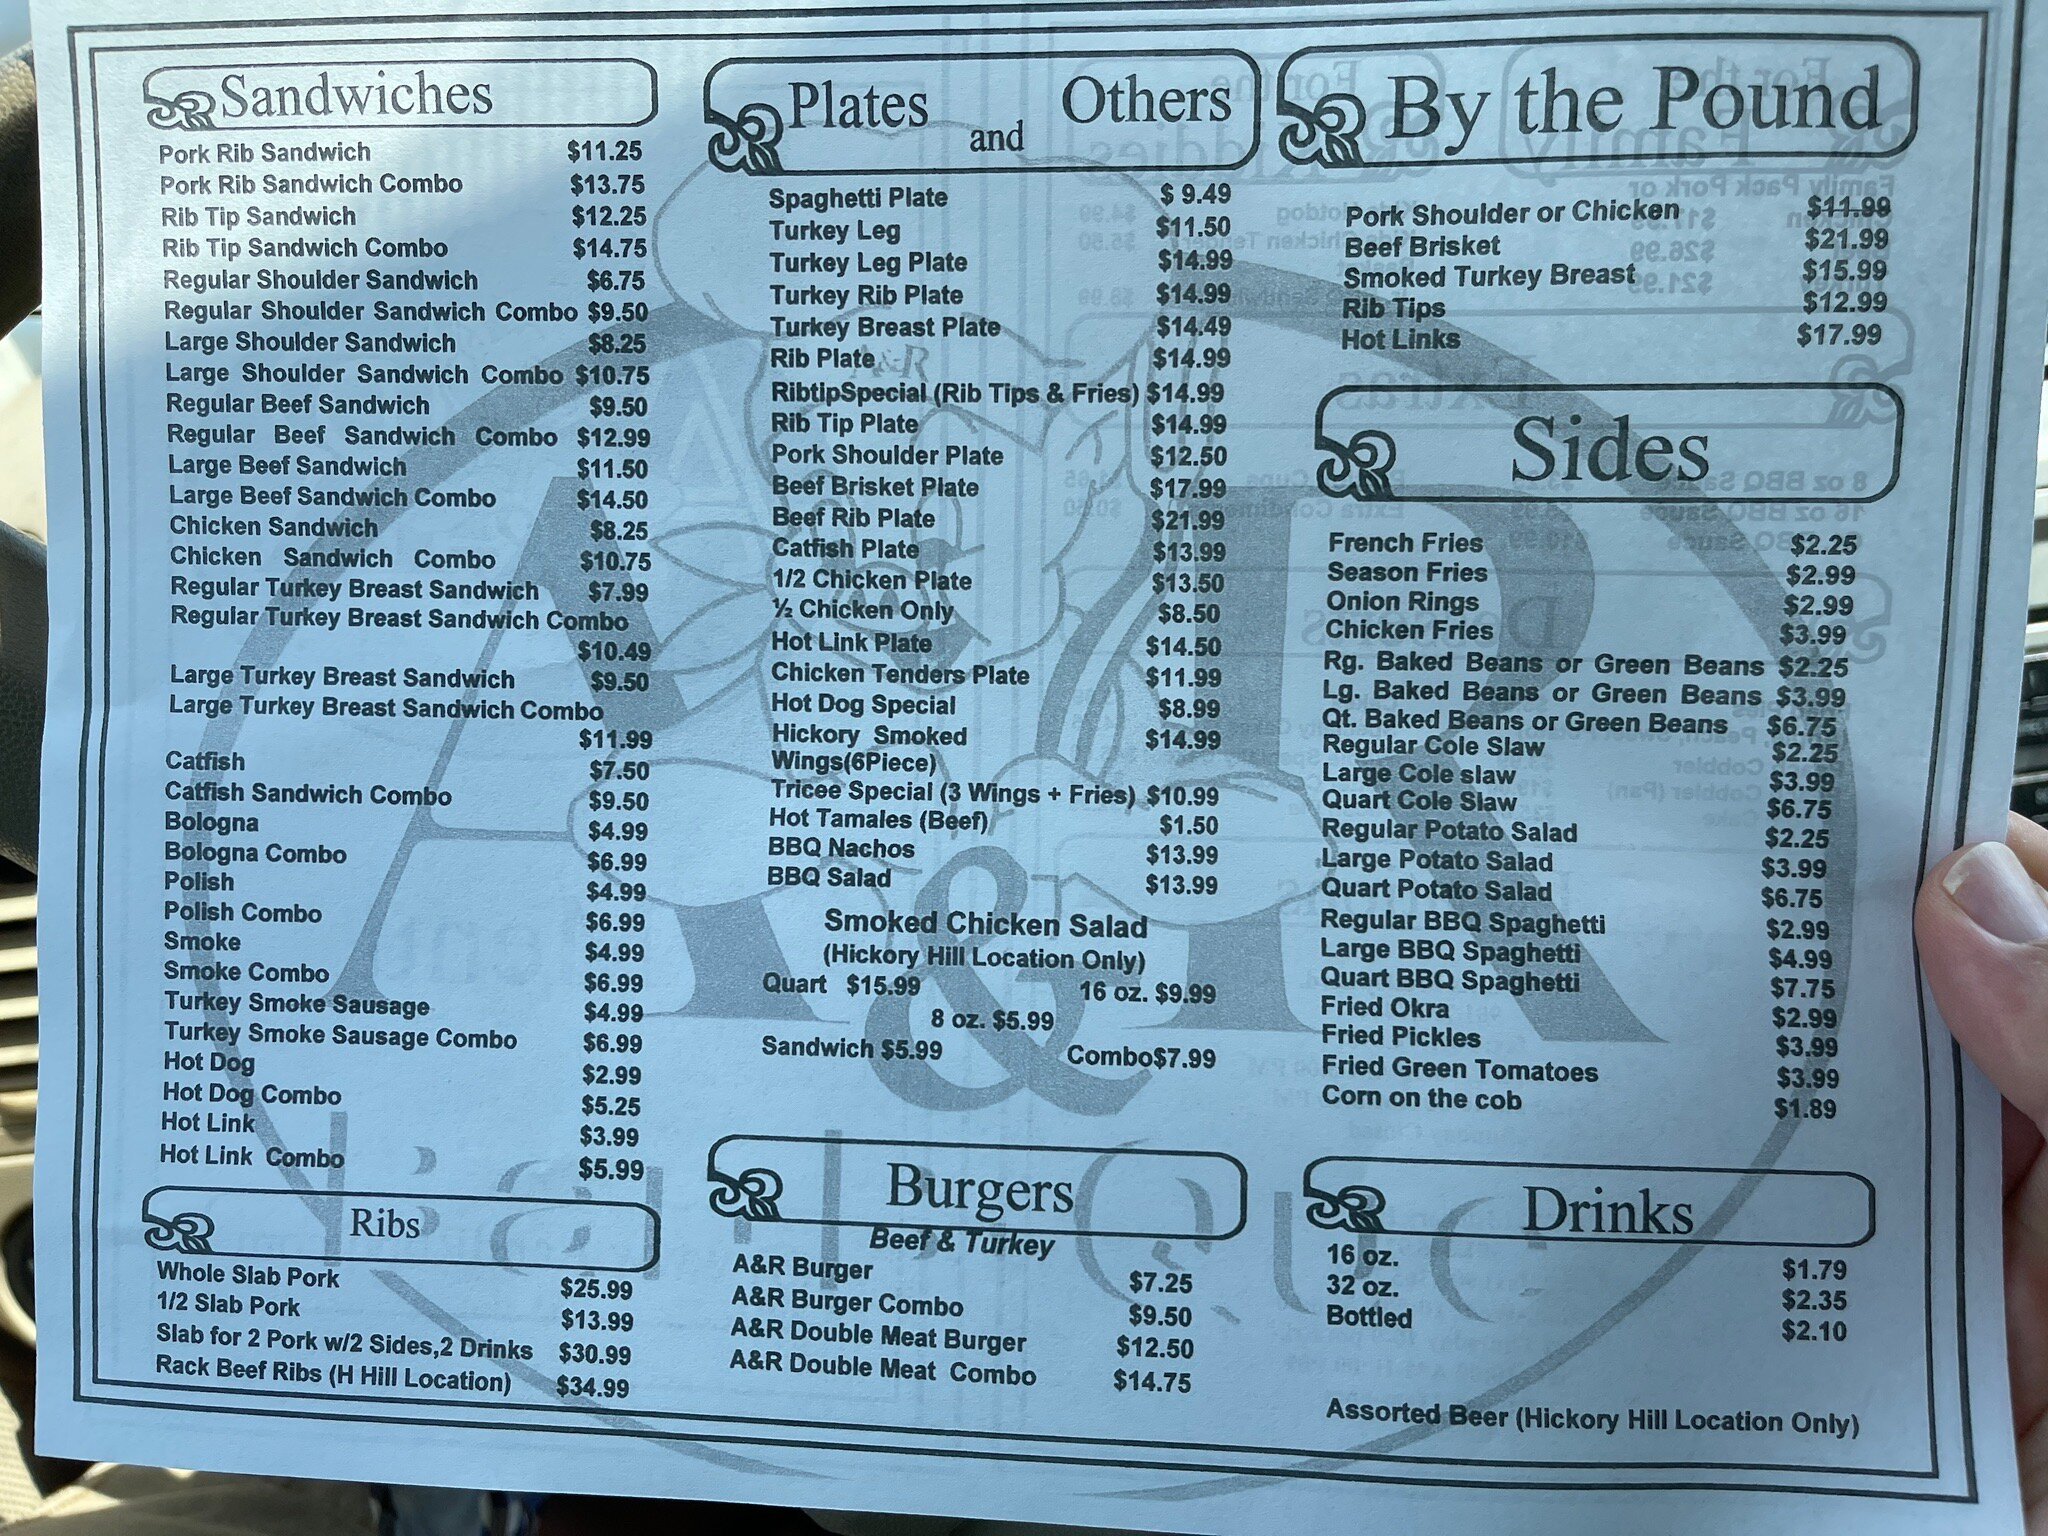 Sandwiches
Pork Rib Sandwich $11.25
Pork Rib Sandwich Combo $13.75
Rib Tip Sandwich $12.25
Rib Tip Sandwich Combo $14.75
Regular Shoulder Sandwich $6.75
Regular Shoulder Sandwich Combo $9.50
Large Shoulder Sandwich $8.25
Large Shoulder Sandwich Combo $10.75
Regular Beef Sandwich $9.50
Regular Beef Sandwich Combo $12.99
Large Beef Sandwich $11.50
Large Beef Sandwich Combo $14.50
Chicken Sandwich $8.25
Chicken Sandwich Combo $10.75
Regular Turkey Breast Sandwich $7.99
Regular Turkey Breast Sandwich Combo
$10.49
Large Turkey Breast Sandwich $9.50
Large Turkey Breast Sandwich Combo
$11.99
Catfish $7.50
Catfish Sandwich Combo $9.50
Bologna $4.99
Bologna Combo $6.99
Polish $4.99
Polish Combo $6.99
Smoke $4.99
Smoke Combo $6.99
Turkey Smoke Sausage $4.99
Turkey Smoke Sausage Combo $6.99
Hot Dog $2.99
Hot Dog Combo $5.25
Hot Link $3.99
Hot Link Combo $5.99
Ribs
Whole Slab Pork $25.99
1/2 Slab Pork $13.99
Slab for 2 Pork w/2 Sides,2 Drinks $30.99
Rack Beef Ribs (H Hill Location) $34.99
Plates and Others
Spaghetti Plate $ 9.49
Turkey Leg $11.50
Turkey Leg Plate $14.99
Turkey Rib Plate $14.99
Turkey Breast Plate $14.49
Rib Plate $14.99
RibtipSpecial (Rib Tips & Fries) $14.99
Rib Tip Plate $14.99
Pork Shoulder Plate $12.50
Beef Brisket Plate $17.99
Beef Rib Plate $21.99
Catfish Plate $13.99
1/2 Chicken Plate $13.50
½ Chicken Only $8.50
Hot Link Plate $14.50
Chicken Tenders Plate $11.99
Hot Dog Special $8.99
Hickory Smoked $14.99
Wings(6Piece)
Tricee Special (3 Wings + Fries) $10.99
Hot Tamales (Beef) $1.50
BBQ Nachos $13.99
BBQ Salad $13.99
Smoked Chicken Salad
(Hickory Hill Location Only)
Quart $15.99 16 oz. $9.99
8 oz. $5.99
Sandwich $5.99 Combo$7.99
Burgers
Beef & Turkey
A&R Burger $7.25
A&R Burger Combo $9.50
A&R Double Meat Burger $12.50
A&R Double Meat Combo $14.75
By the Pound
Pork Shoulder or Chicken $11.99
Beef Brisket $21.99
Smoked Turkey Breast $15.99
Rib Tips $12.99
Hot Links $17.99
Sides
French Fries $2.25
Season Fries $2.99
Onion Rings $2.99
Chicken Fries $3.99
Rg. Baked Beans or Green Beans $2.25
Lg. Baked Beans or Green Beans $3.99
Qt. Baked Beans or Green Beans $6.75
Regular Cole Slaw $2.25
Large Cole slaw $3.99
Quart Cole Slaw $6.75
Regular Potato Salad $2.25
Large Potato Salad $3.99
Quart Potato Salad $6.75
Regular BBQ Spaghetti $2.99
Large BBQ Spaghetti $4.99
Quart BBQ Spaghetti $7.75
Fried Okra $2.99
Fried Pickles $3.99
Fried Green Tomatoes $3.99
Corn on the cob $1.89
Drinks
16 oz. $1.79
32 oz. $2.35
Bottled $2.10
Assorted Beer (Hickory Hill Location Only)
A&R
Bar-B-Que